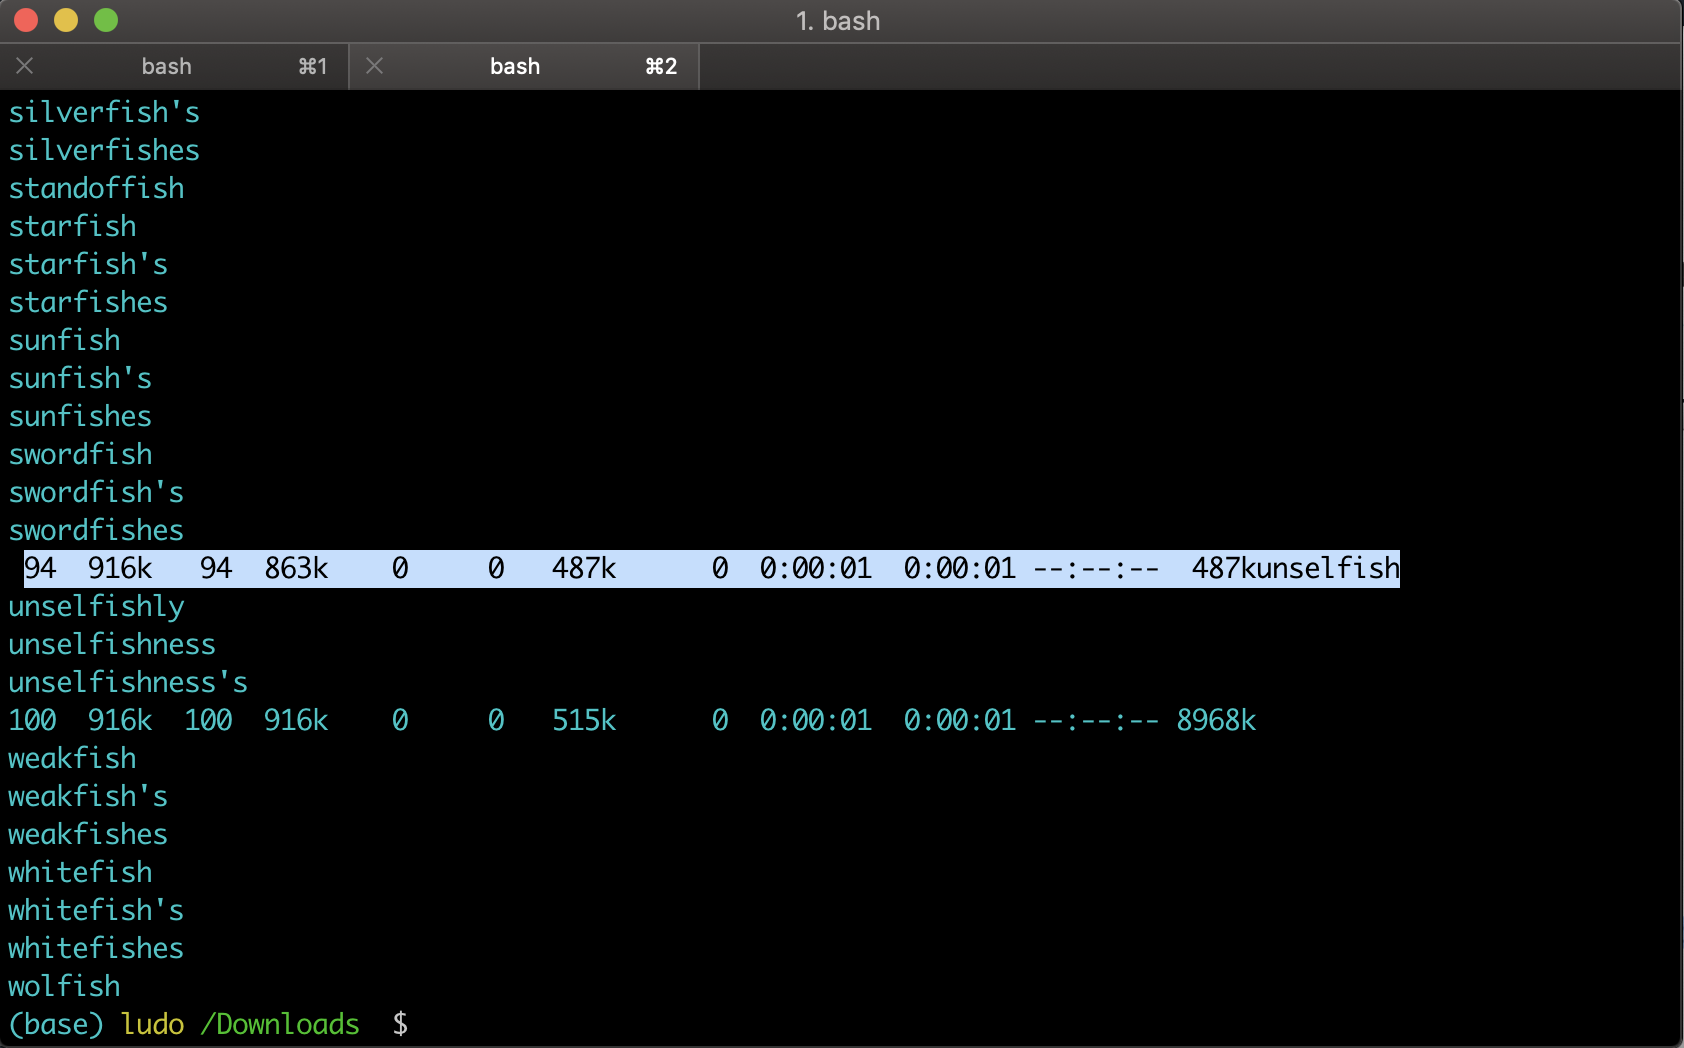 1. bash
bash ⌘1 bash ⌘2
silverfish's
silverfishes
standoffish
starfish
starfish's
starfishes
sunfish
sunfish's
sunfishes
swordfish
swordfish's
swordfishes
94  916k   94  863k    0     0   487k      0  0:00:01  0:00:01 --:--:--  487kunselfish
unselfishly
unselfishness
unselfishness's
100  916k  100  916k    0     0   515k      0  0:00:01  0:00:01 --:--:-- 8968k
weakfish
weakfish's
weakfishes
whitefish
whitefish's
whitefishes
wolfish
(base) ludo /Downloads  $